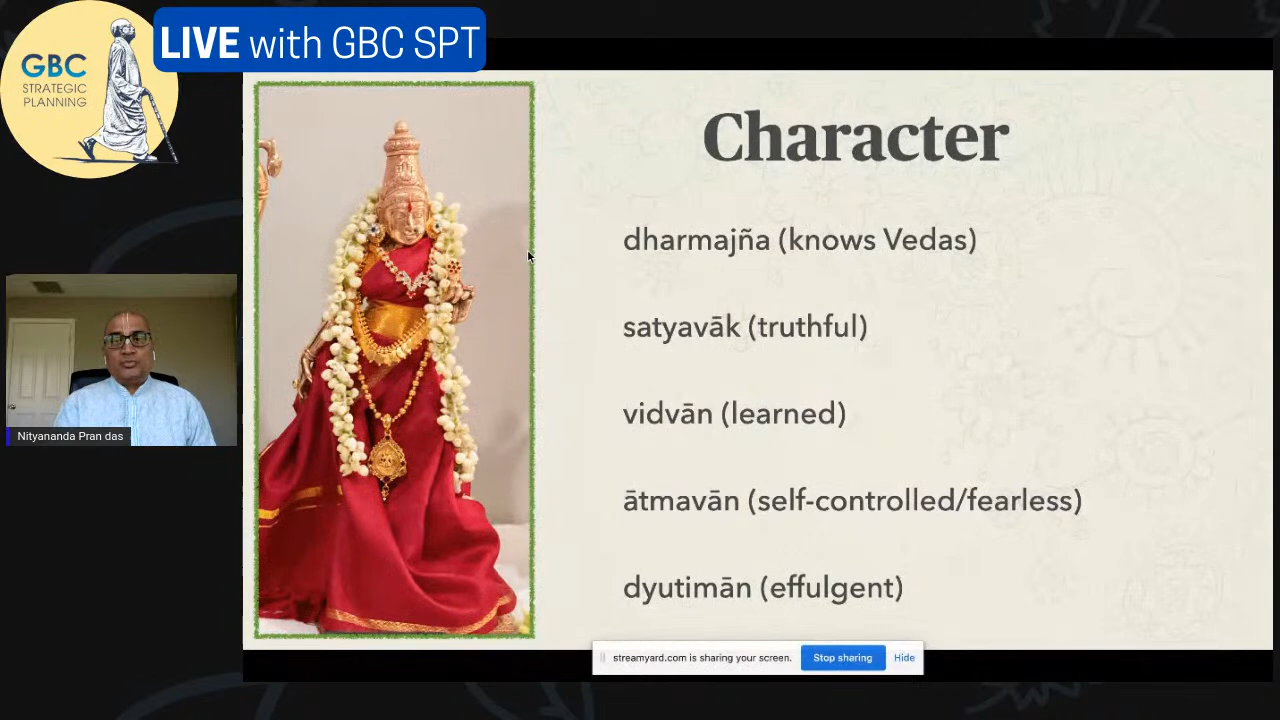 LIVE with GBC SPT
GBC
STRATEGIC
PLANNING
Character
dharmajña (knows Vedas)
satyavāk (truthful)
vidvān (learned)
ātmavān (self-controlled/fearless)
dyutimān (effulgent)
Nityananda Pran das
streamyard.com is sharing your screen.
Stop sharing
Hide